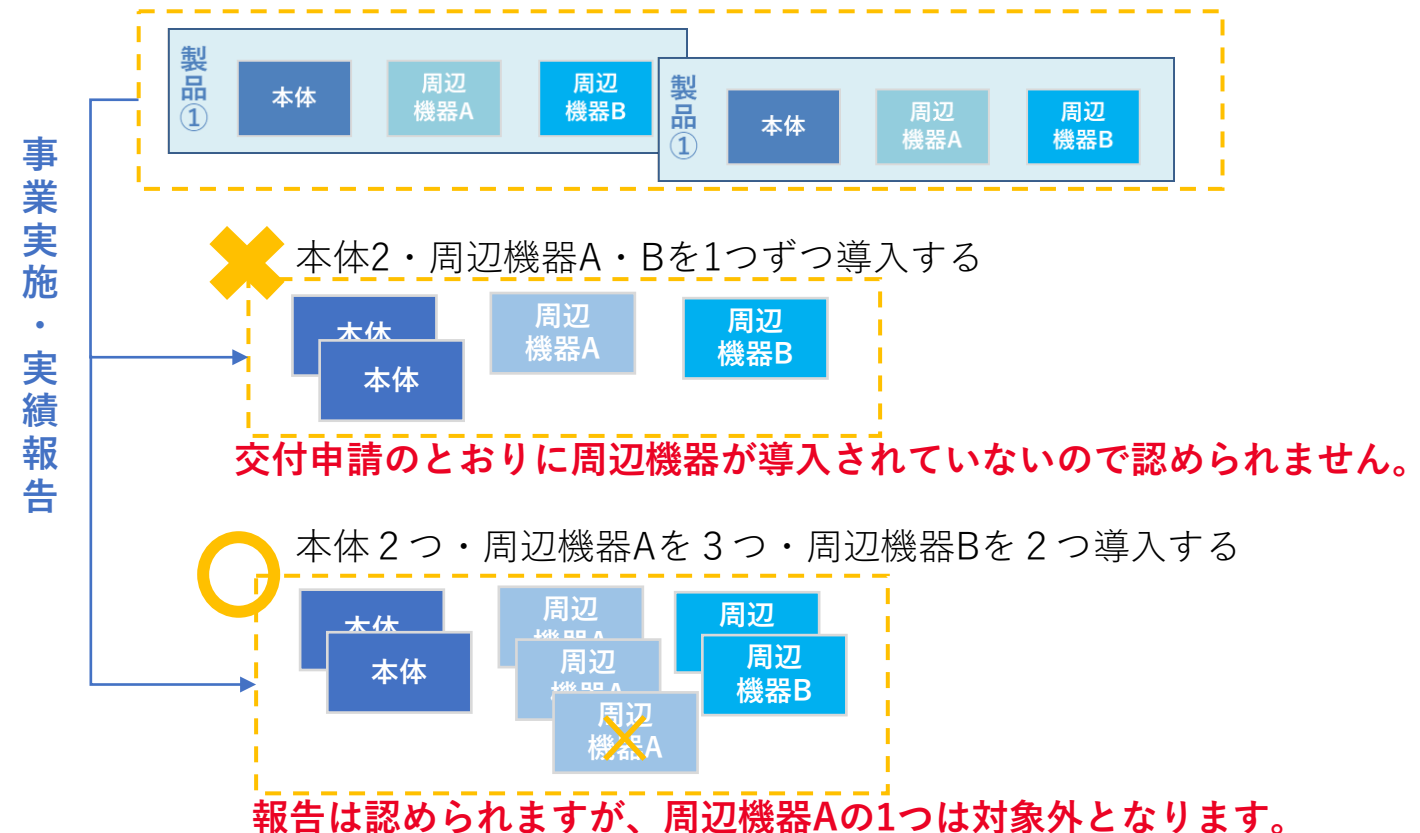 製品①
本体
周辺
機器A
周辺
機器B
製品①
本体
周辺
機器A
周辺
機器B
事業実施・実績報告
本体2・周辺機器A・Bを1つずつ導入する
本体
本体
周辺
機器A
周辺
機器B
交付申請のとおりに周辺機器が導入されていないので認められません。
本体２つ・周辺機器Aを３つ・周辺機器Bを２つ導入する
本体
本体
周辺
機器A
周辺
機器A
周辺
機器A
周辺
周辺
機器B
報告は認められますが、周辺機器Aの1つは対象外となります。